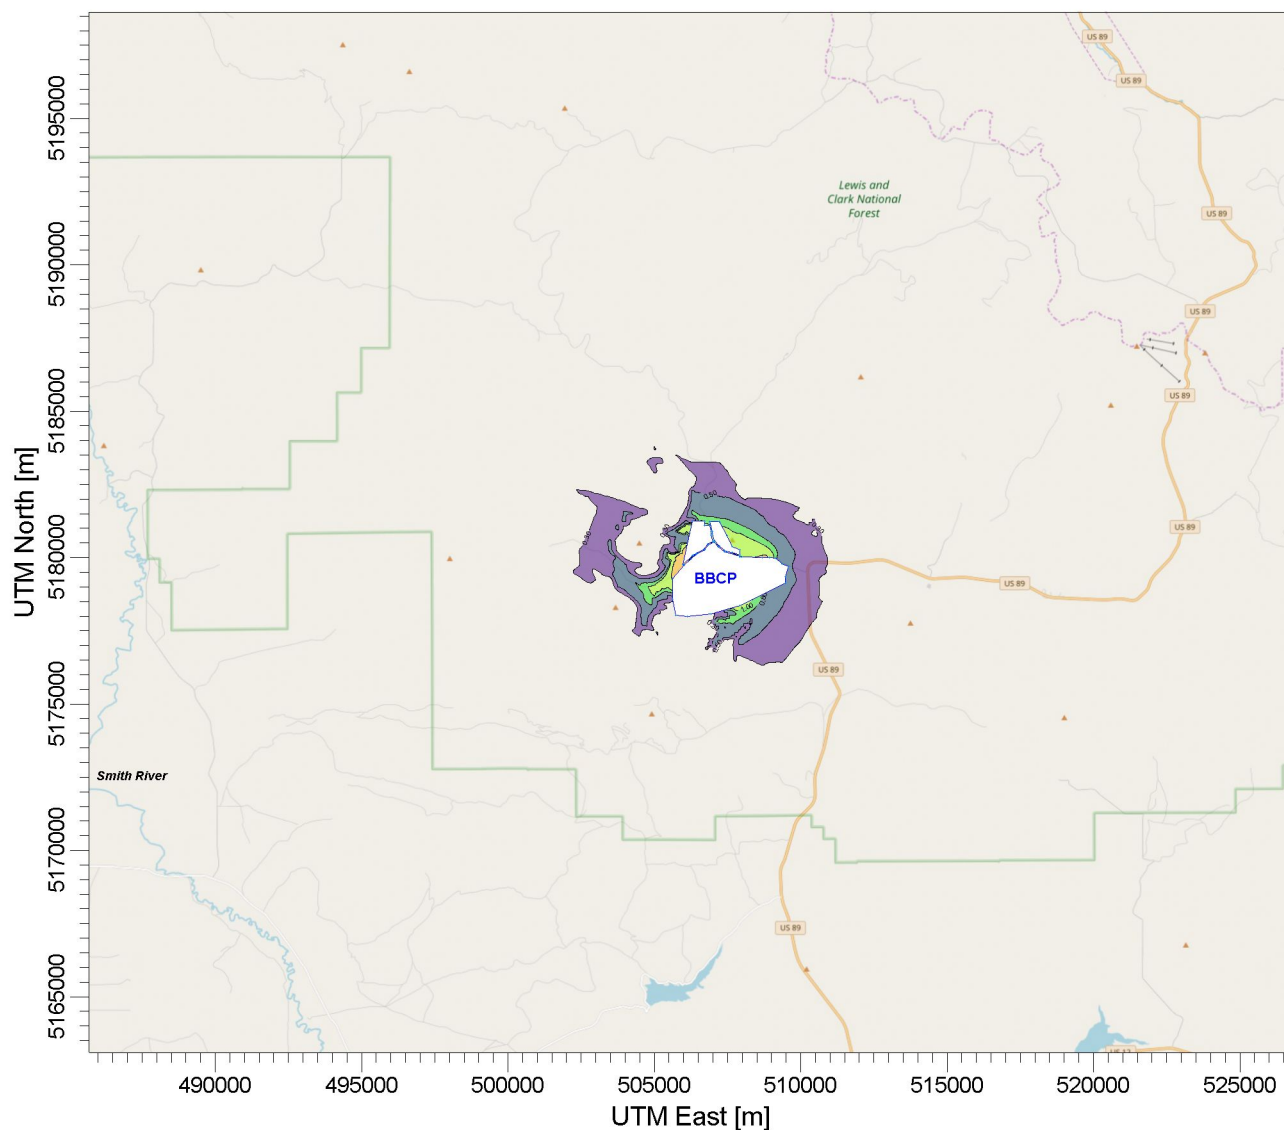 US 89
US 89
5195000
Lewis and
Clark National
Forest
US 89
5190000
US 89
5185000
US 89
UTM North [m]
US 89
5180000
BBCP
US 89
1.00
US 89
5175000
Smith River
5170000
US 89
5165000
490000
495000
500000
505000
510000
515000
520000
525000
UTM East [m]